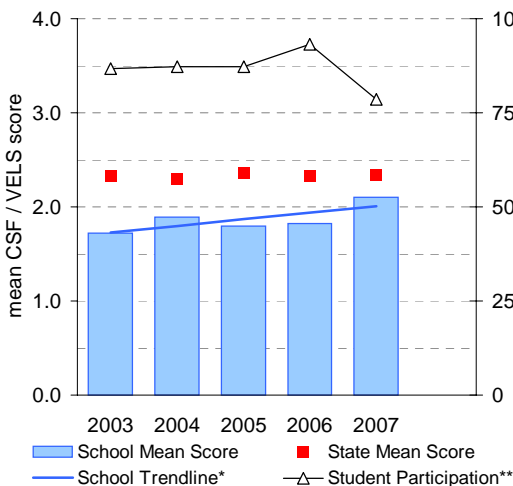 4.0
3.0
2.0
1.0
0.0
mean CSF / VELS score
10
75
50
25
0
2003 2004 2005 2006 2007
School Mean Score State Mean Score
School Trendline* Student Participation**